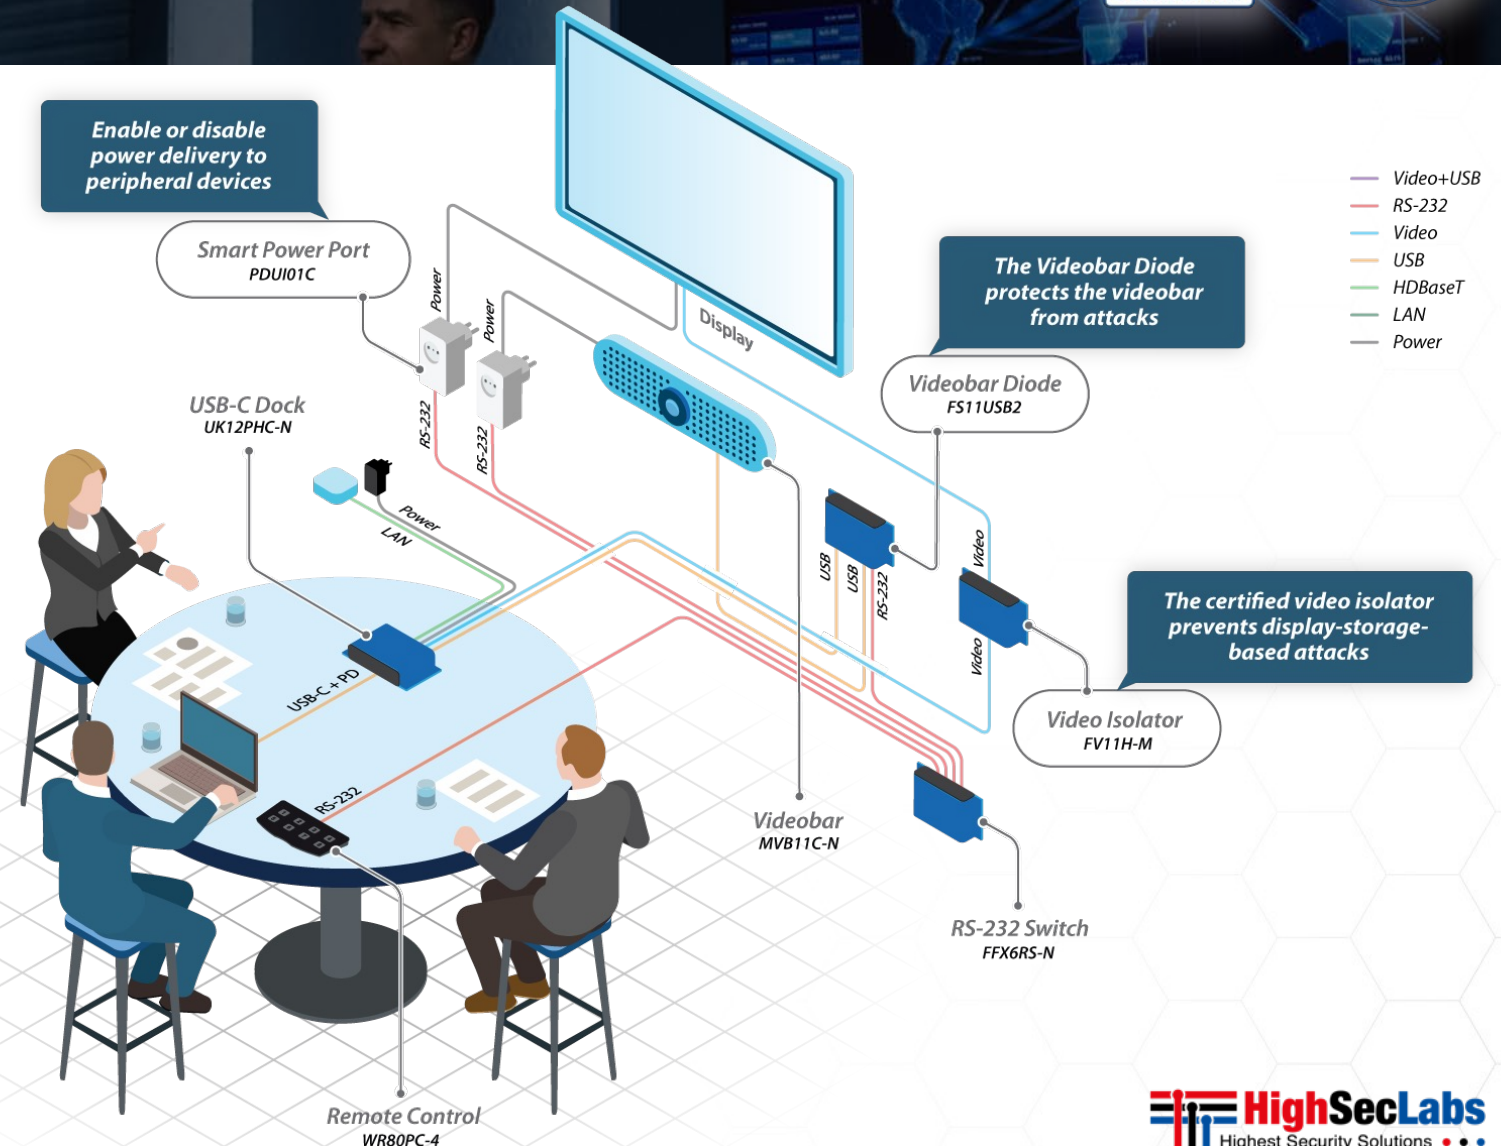 Enable or disable
power delivery to
peripheral devices
Smart Power Port
PDUI01C
Power
Power
Display
The Videobar Diode
protects the videobar
from attacks
Video+USB
RS-232
Video
USB
HDBaseT
LAN
Power
Videobar Diode
FS11USB2
USB-C Dock
UK12PHC-N
RS-232
RS-232
Power
LAN
USB
USB
RS-232
Video
Video
The certified video isolator
prevents display-storage-
based attacks
USB-C + PD
Video Isolator
FV11H-M
RS-232
Videobar
MVB11C-N
RS-232 Switch
FFX6RS-N
Remote Control
WR80PC-4
HighSecLabs
Highest Security Solutions